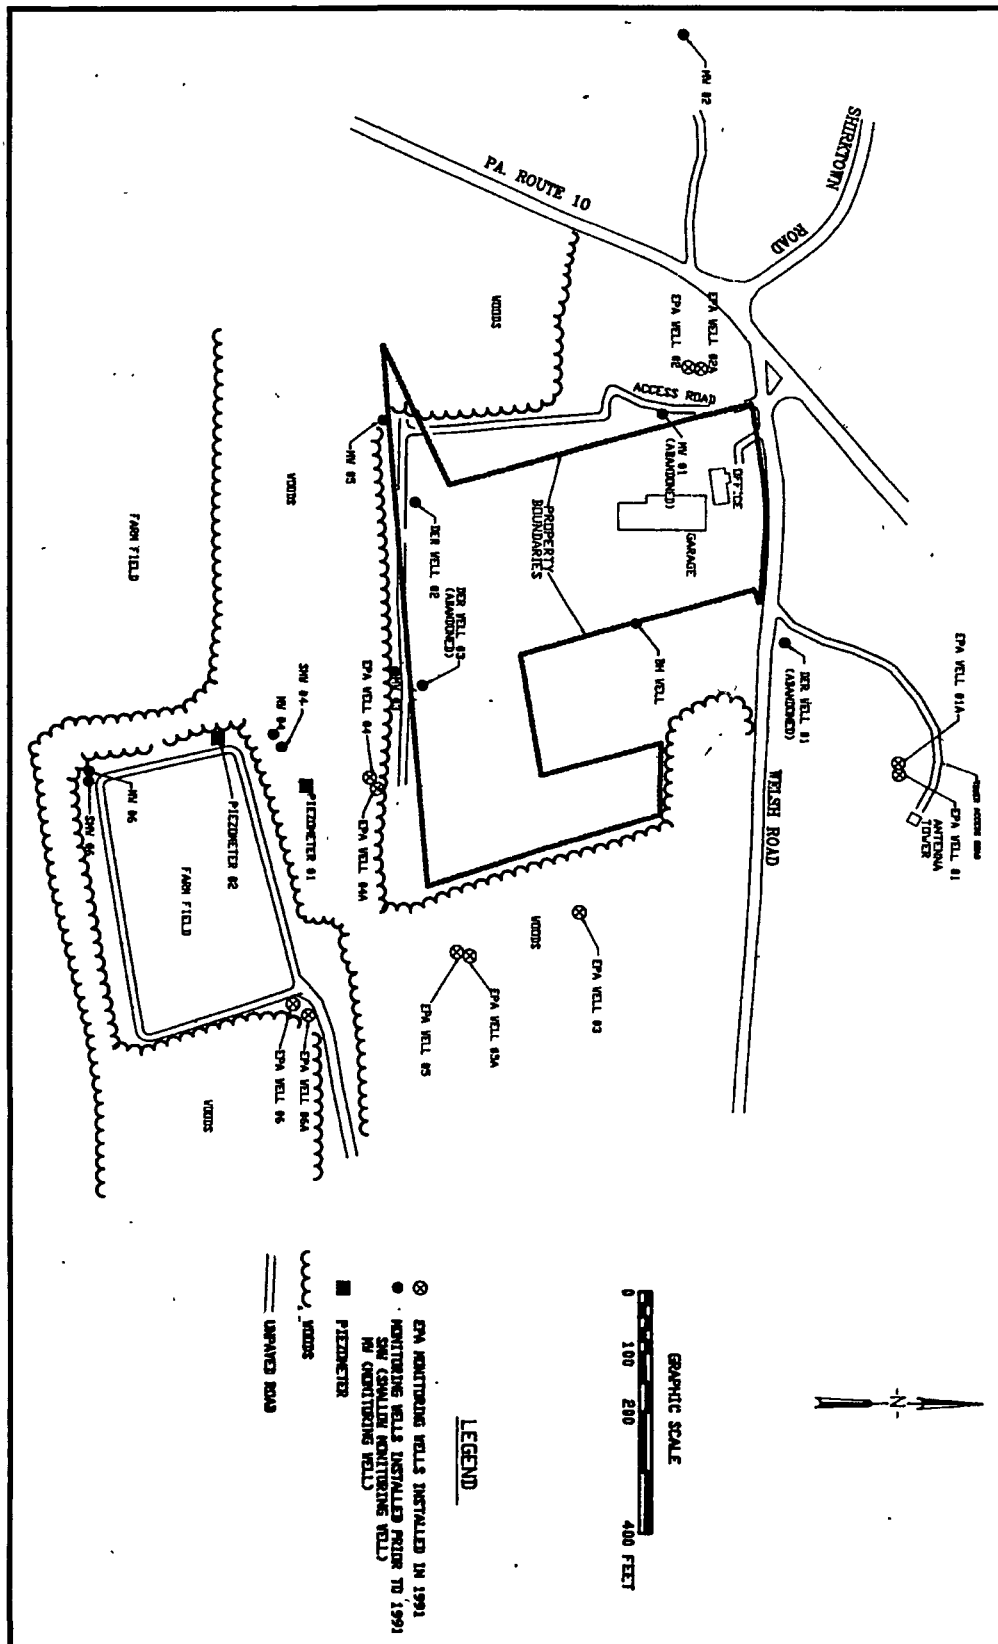 SHIRKTOWN
ROAD
MW 02
PA. ROUTE 10
EPA WELL 02A
EPA WELL 02
ACCESS ROAD
MW 01
(ABANDONED)
OFFICE
GARAGE
PROPERTY
BOUNDARIES
WOODS
MW 05
WOODS
FARM FIELD
DER WELL 02
DER WELL 03
(ABANDONED)
BH WELL
DER WELL 01
(ABANDONED)
EPA WELL 01A
EPA WELL 01
TOWER ACCESS ROAD
ANTENNA
TOWER
WELSH ROAD
EPA WELL 04
EPA WELL 04A
SMW 04
MW 04
PIEZOMETER 01
PIEZOMETER 02
MW 06
SMW 06
FARM FIELD
WOODS
EPA WELL 03
EPA WELL 05A
EPA WELL 05
EPA WELL 06A
EPA WELL 06
WOODS
-N-
GRAPHIC SCALE
0 100 200 400 FEET
LEGEND
EPA MONITORING WELLS INSTALLED IN 1991
MONITORING WELLS INSTALLED PRIOR TO 1991
SMW (SHALLOW MONITORING WELL)
MW (MONITORING WELL)
PIEZOMETER
WOODS
UNPAVED ROAD